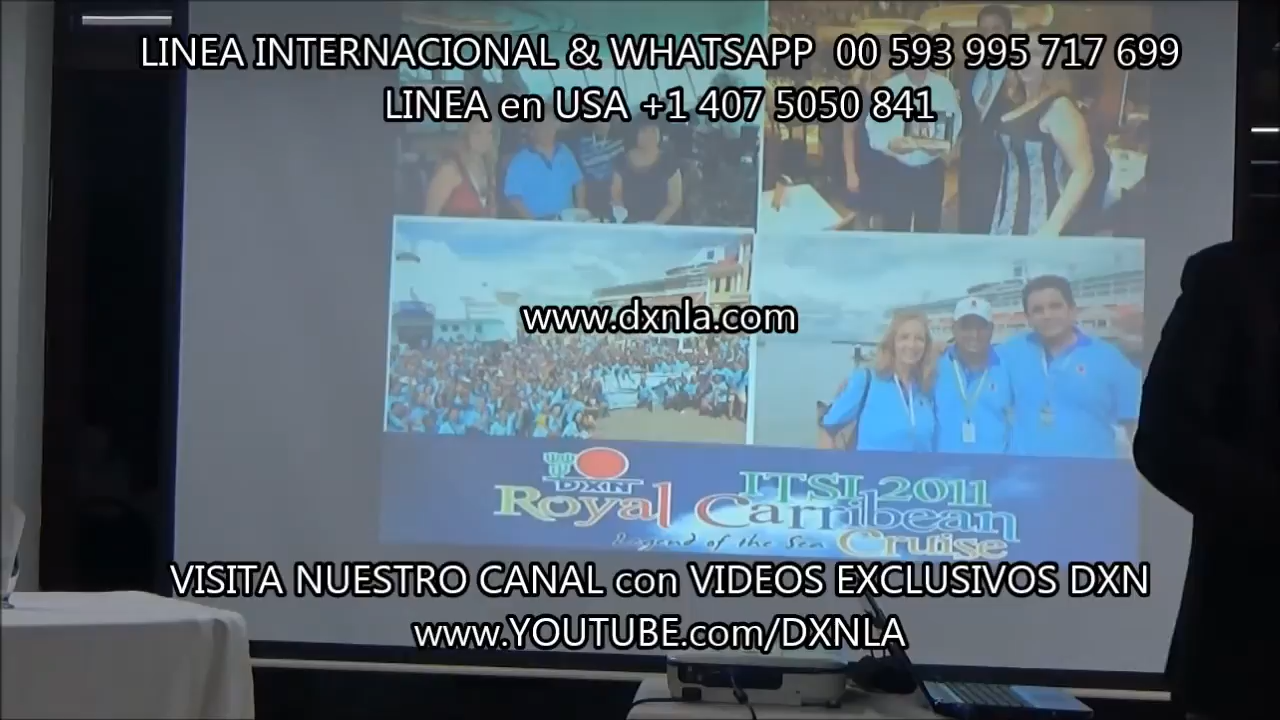 LINEA INTERNACIONAL & WHATSAPP 00 593 995 717 699
LINEA en USA +1 407 5050 841
www.dxnla.com
DXN
ITSI 2011
Royal Carribean
Legend of the Sea Cruise
VISITA NUESTRO CANAL con VIDEOS EXCLUSIVOS DXN
www.YOUTUBE.com/DXNLA